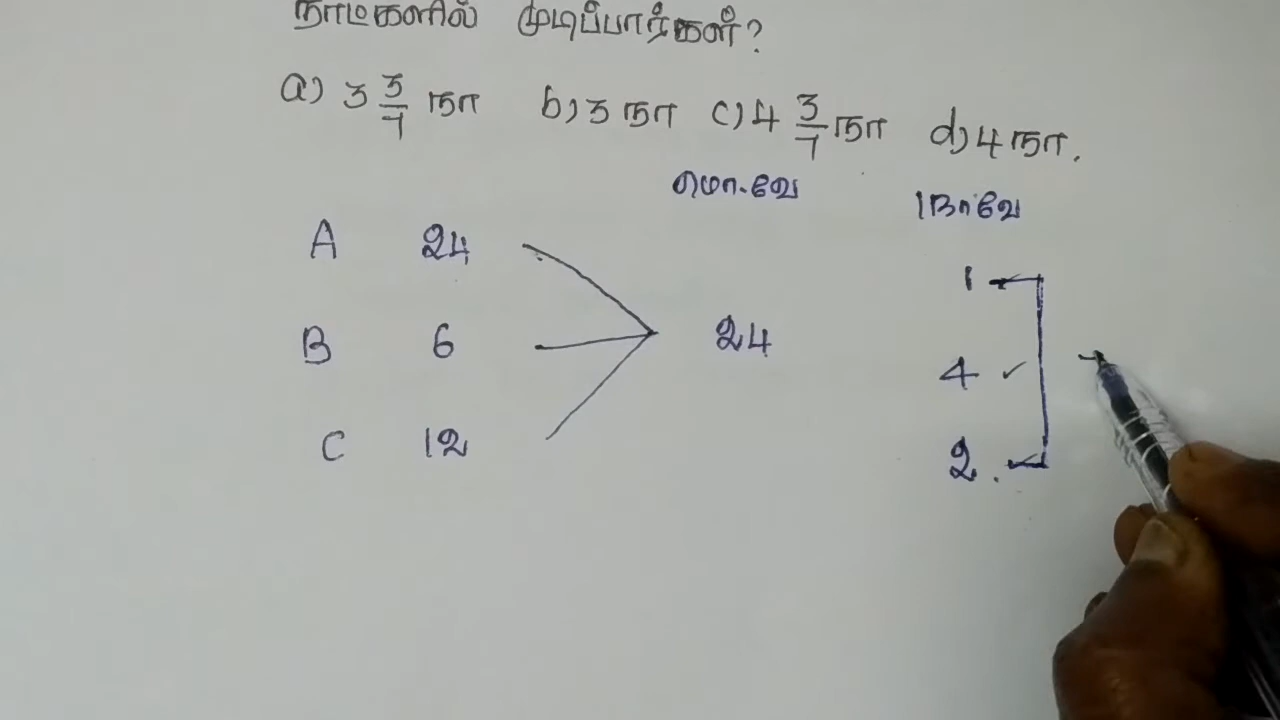 நாட்களில் முடிப்பார்கள்?
a) 3 3/7 நா b) 3 நா c) 4 3/7 நா d) 4 நா.
மொ.வே 1நா வே
A 24 1
B 6 24 4 ✓
C 12 2.